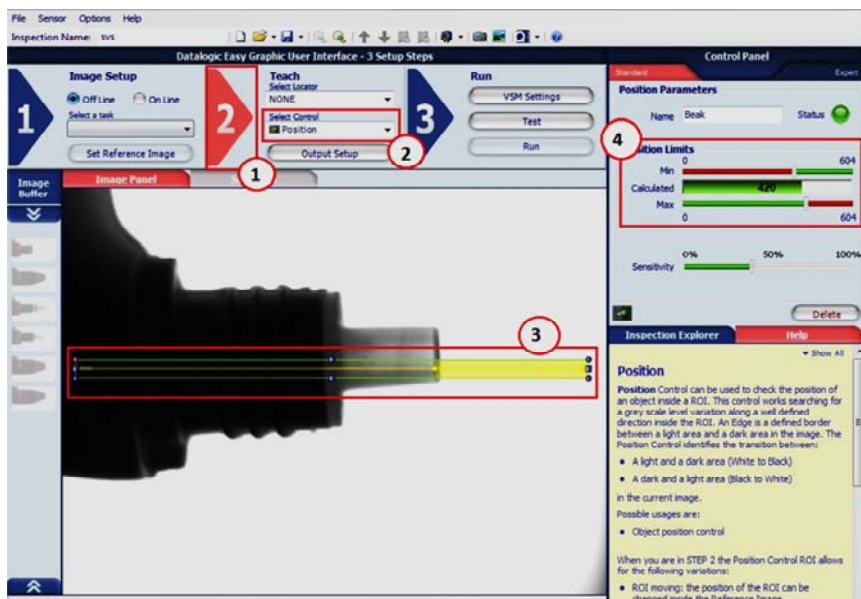 File Sensor Options Help
Inspection Name: svs
Datalogic Easy Graphic User Interface - 3 Setup Steps
1
Image Setup
Off Line On Line
Select a task
Set Reference Image
2
Teach
Select Locator
NONE
Select Control
Position
Output Setup
3
Run
VSM Settings
Test
Run
1
2
Control Panel
Standard Expert
Position Parameters
Name Beak Status
4
Position Limits
0 604
Min
Calculated 420
Max
0 604
0% 50% 100%
Sensitivity
Delete
Image Buffer
Image Panel
3
Inspection Explorer Help
Show All
Position
Position Control can be used to check the position of
an object inside a ROI. This control works searching for
a grey scale level variation along a well defined
direction inside the ROI. An Edge is a defined border
between a light area and a dark area in the image. The
Position Control identifies the transition between:
• A light and a dark area (White to Black)
• A dark and a light area (Black to White)
in the current image.
Possible usages are:
• Object position control
When you are in STEP 2 the Position Control ROI allows
for the following variations:
• ROI moving: the position of the ROI can be
changed inside the Reference Image